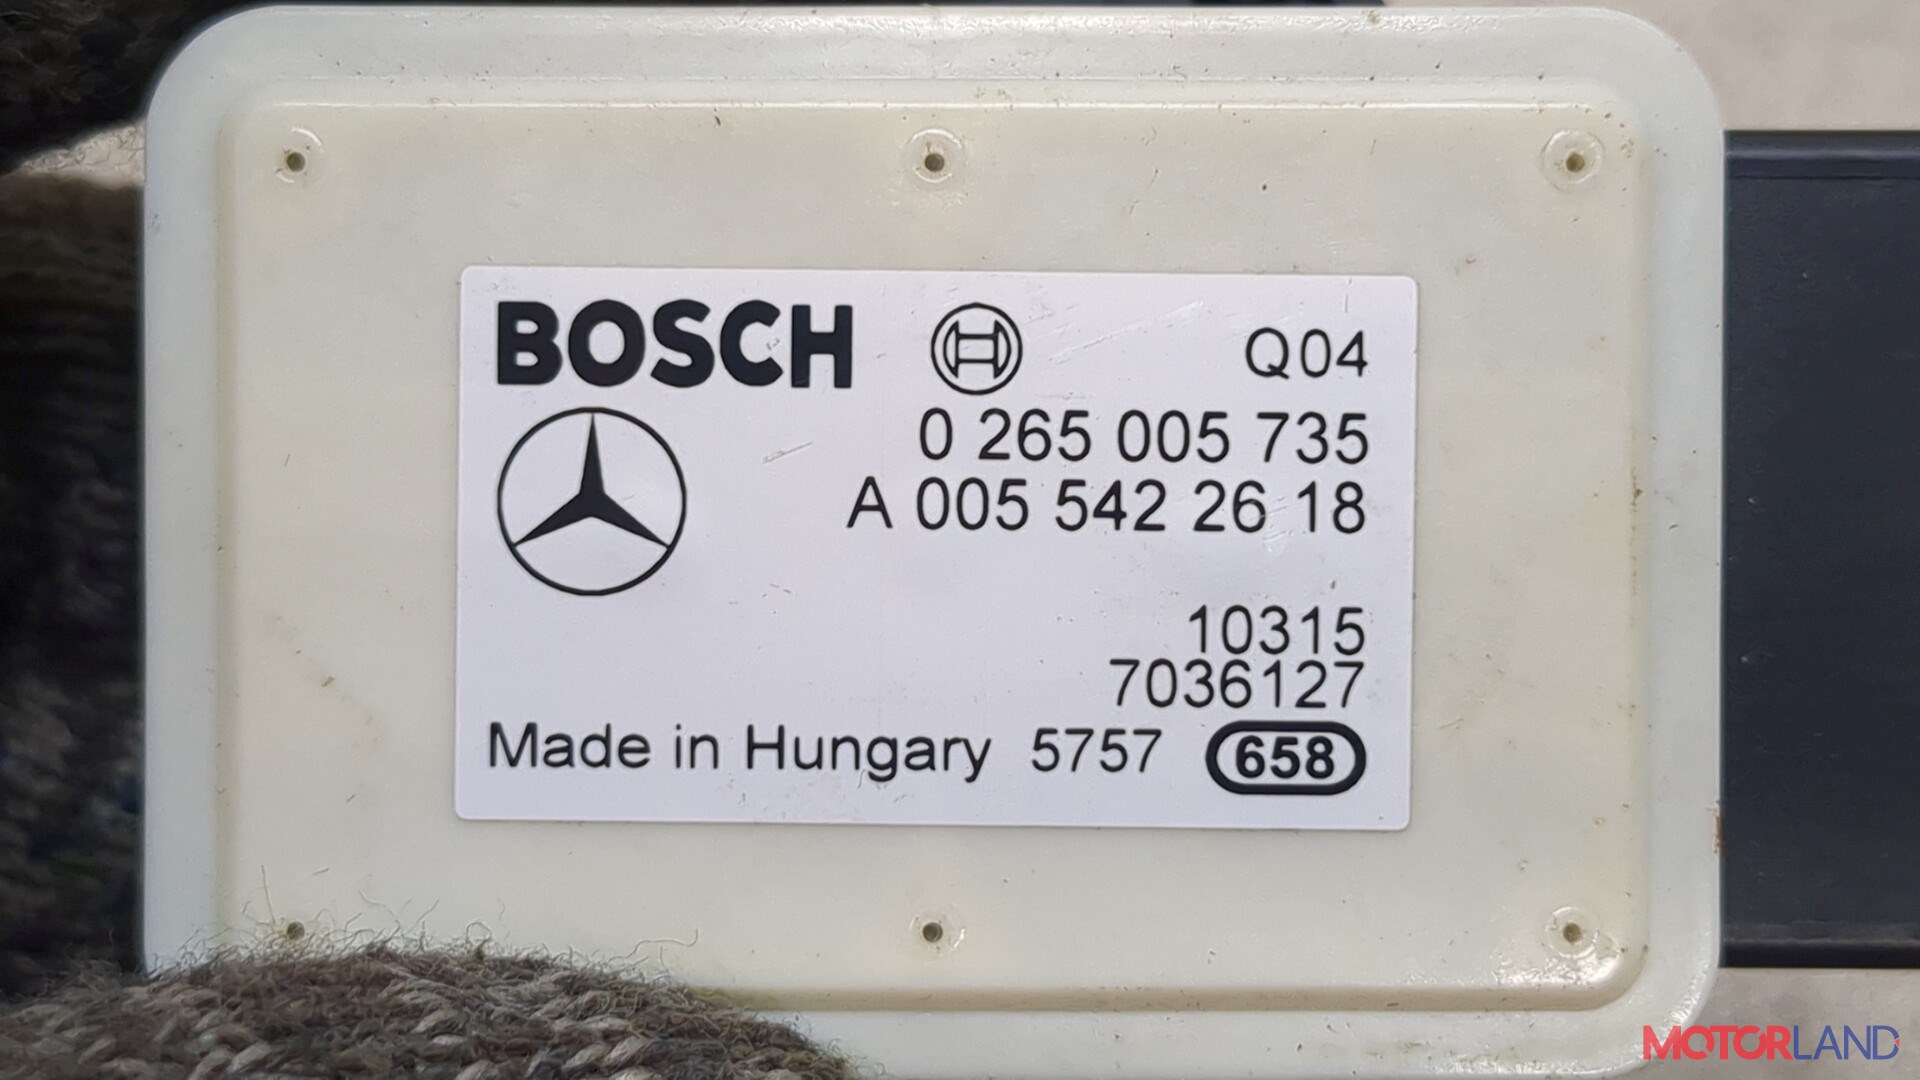 BOSCH Q04
0 265 005 735
A 005 542 26 18
10315
7036127
Made in Hungary 5757 658
MOTORLAND